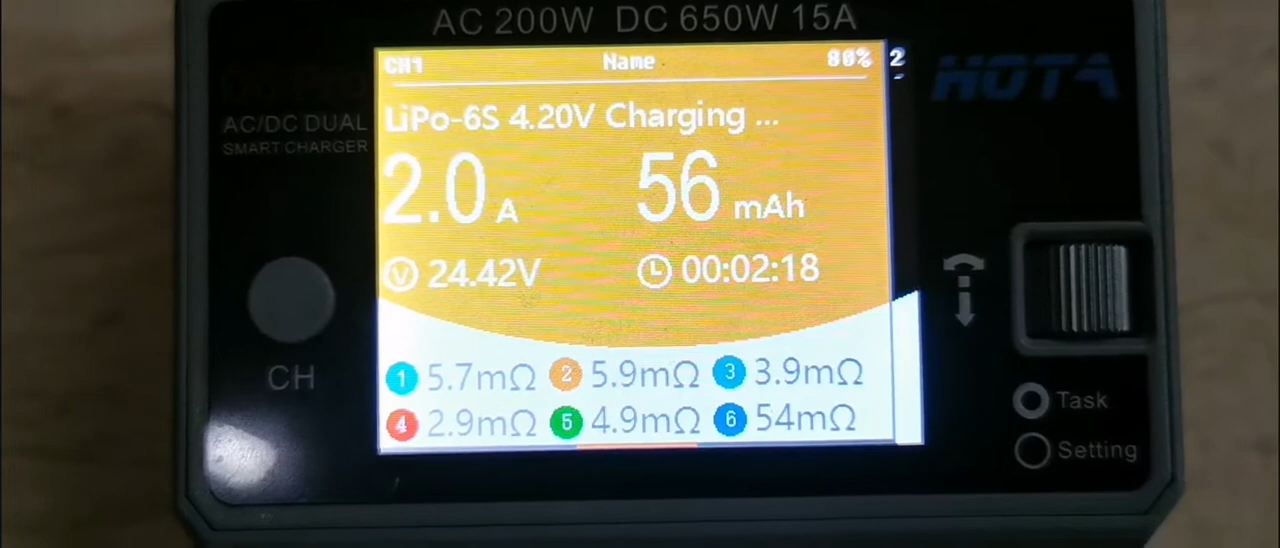 AC 200W DC 650W 15A
CH1 Name 80% 2
HOTA
AC/DC DUAL
SMART CHARGER
LiPo-6S 4.20V Charging ...
2.0 A 56 mAh
V 24.42V 00:02:18
1 5.7mΩ 2 5.9mΩ 3 3.9mΩ
4 2.9mΩ 5 4.9mΩ 6 54mΩ
CH
Task
Setting